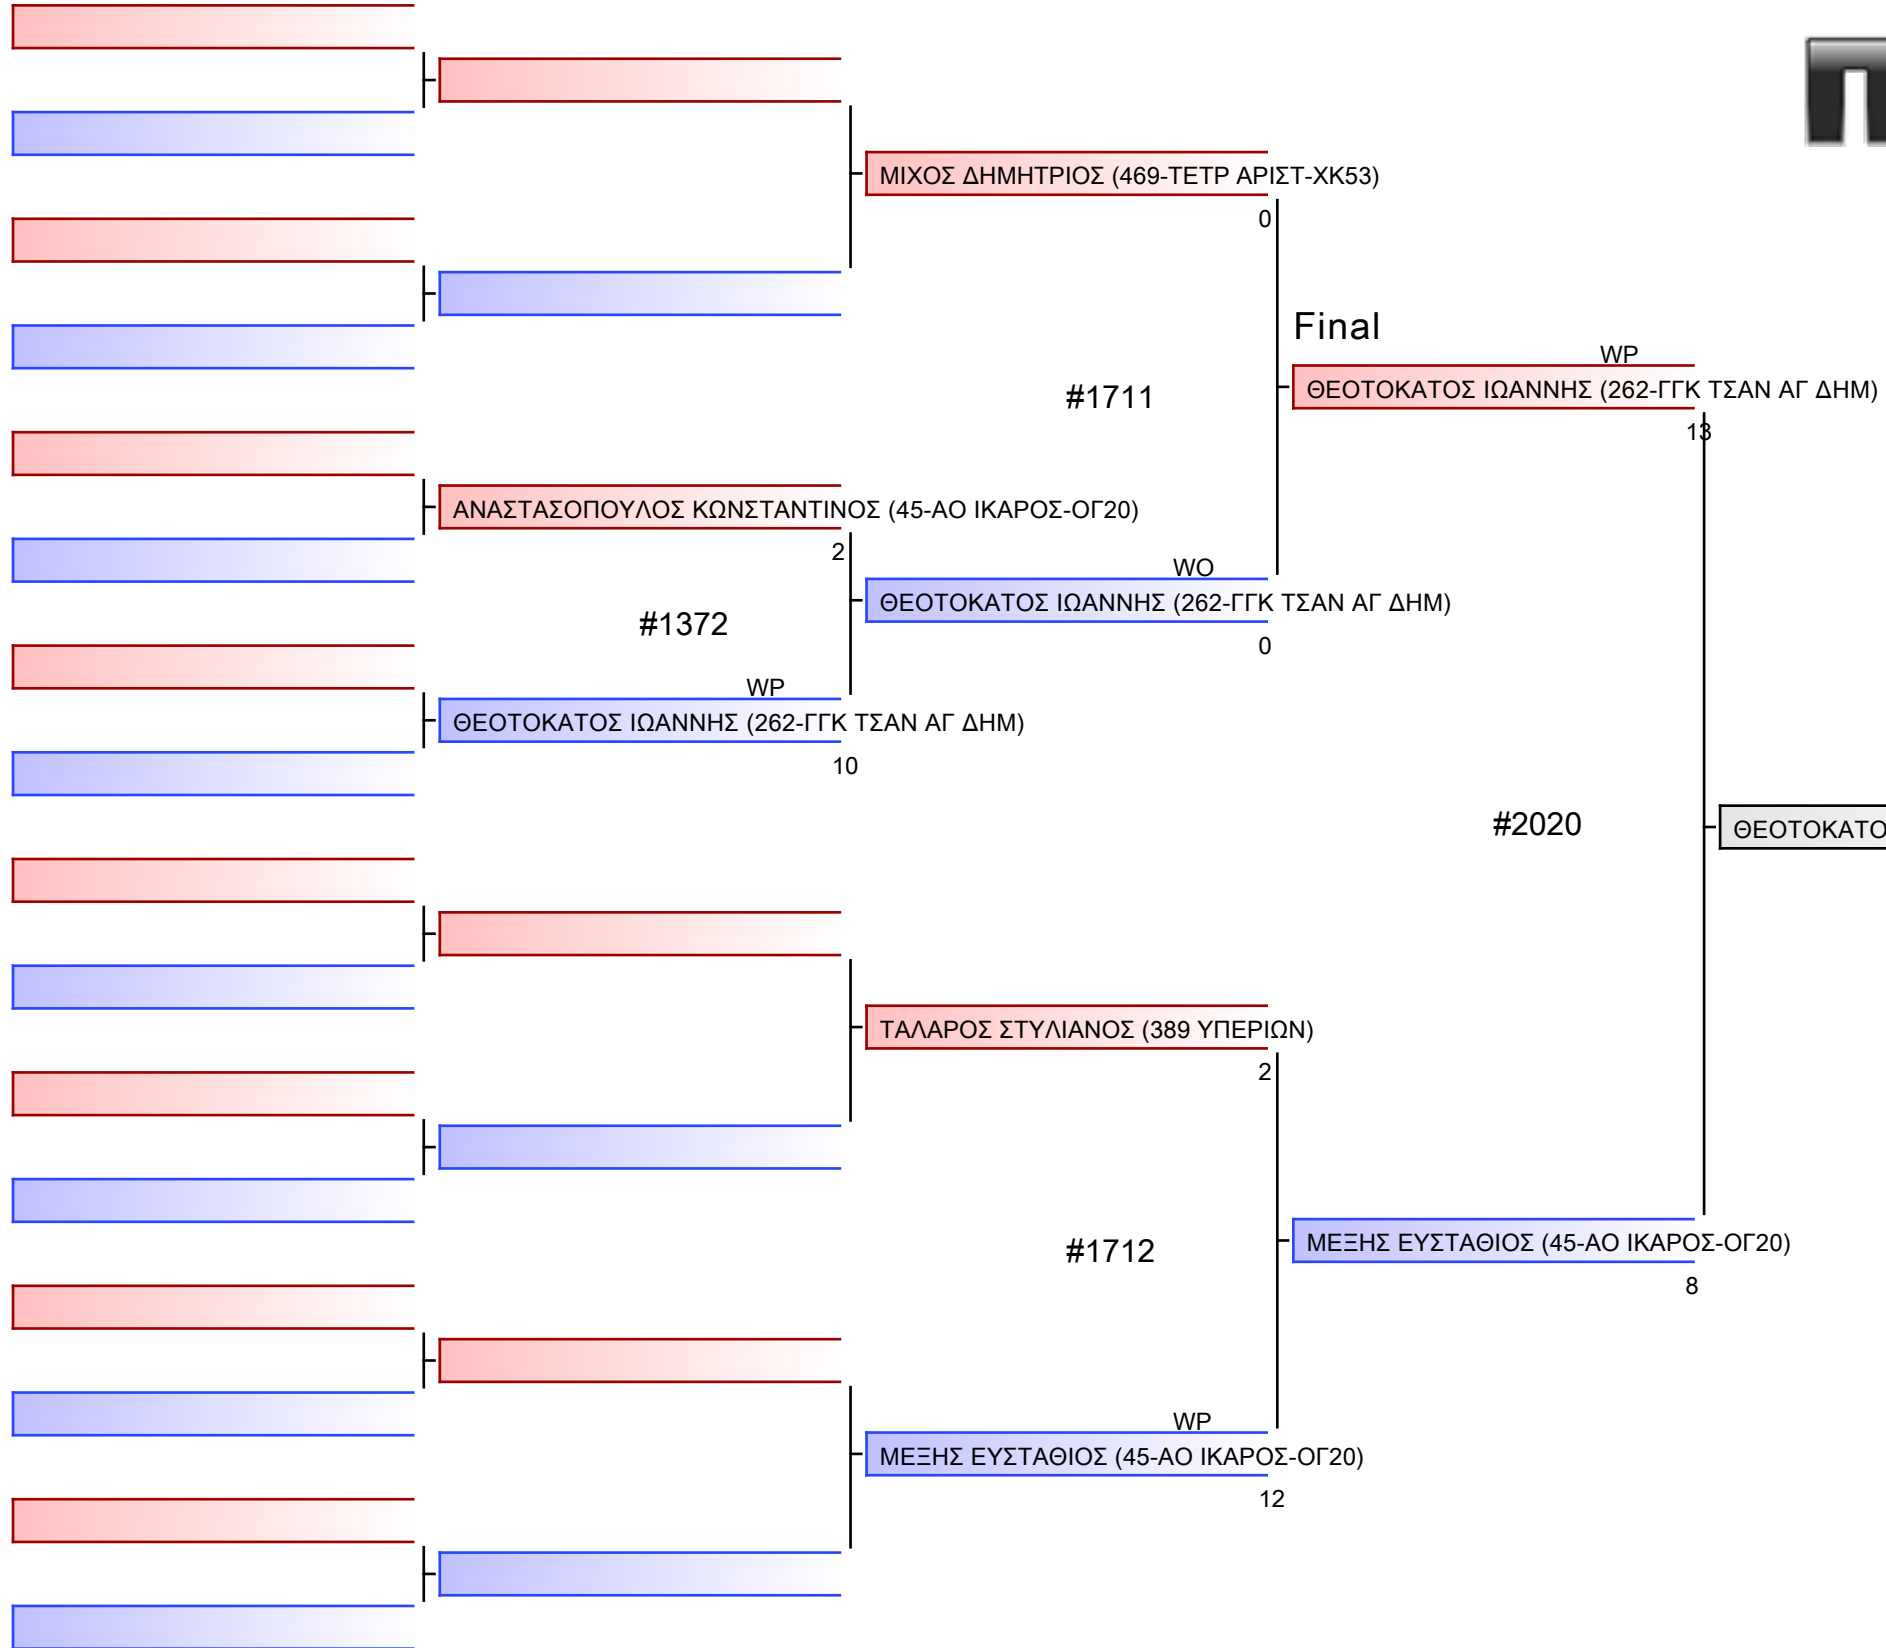 ΜΙΧΟΣ ΔΗΜΗΤΡΙΟΣ (469-ΤΕΤΡ ΑΡΙΣΤ-ΧΚ53)
0
Final
WP
ΘΕΟΤΟΚΑΤΟΣ ΙΩΑΝΝΗΣ (262-ΓΓΚ ΤΣΑΝ ΑΓ ΔΗΜ)
13
#1711
ΑΝΑΣΤΑΣΟΠΟΥΛΟΣ ΚΩΝΣΤΑΝΤΙΝΟΣ (45-ΑΟ ΙΚΑΡΟΣ-ΟΓ20)
2
WO
ΘΕΟΤΟΚΑΤΟΣ ΙΩΑΝΝΗΣ (262-ΓΓΚ ΤΣΑΝ ΑΓ ΔΗΜ)
0
#1372
WP
ΘΕΟΤΟΚΑΤΟΣ ΙΩΑΝΝΗΣ (262-ΓΓΚ ΤΣΑΝ ΑΓ ΔΗΜ)
10
#2020
ΘΕΟΤΟΚΑΤΟ
ΤΑΛΑΡΟΣ ΣΤΥΛΙΑΝΟΣ (389 ΥΠΕΡΙΩΝ)
2
#1712
ΜΕΞΗΣ ΕΥΣΤΑΘΙΟΣ (45-ΑΟ ΙΚΑΡΟΣ-ΟΓ20)
8
WP
ΜΕΞΗΣ ΕΥΣΤΑΘΙΟΣ (45-ΑΟ ΙΚΑΡΟΣ-ΟΓ20)
12